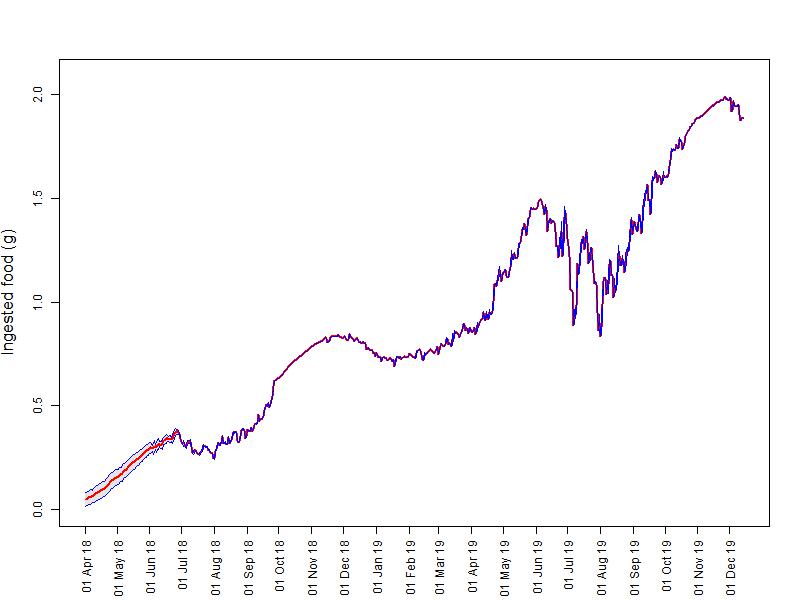 Ingested food (g)
2.0
1.5
1.0
0.5
0.0
01 Apr 18
01 May 18
01 Jun 18
01 Jul 18
01 Aug 18
01 Sep 18
01 Oct 18
01 Nov 18
01 Dec 18
01 Jan 19
01 Feb 19
01 Mar 19
01 Apr 19
01 May 19
01 Jun 19
01 Jul 19
01 Aug 19
01 Sep 19
01 Oct 19
01 Nov 19
01 Dec 19